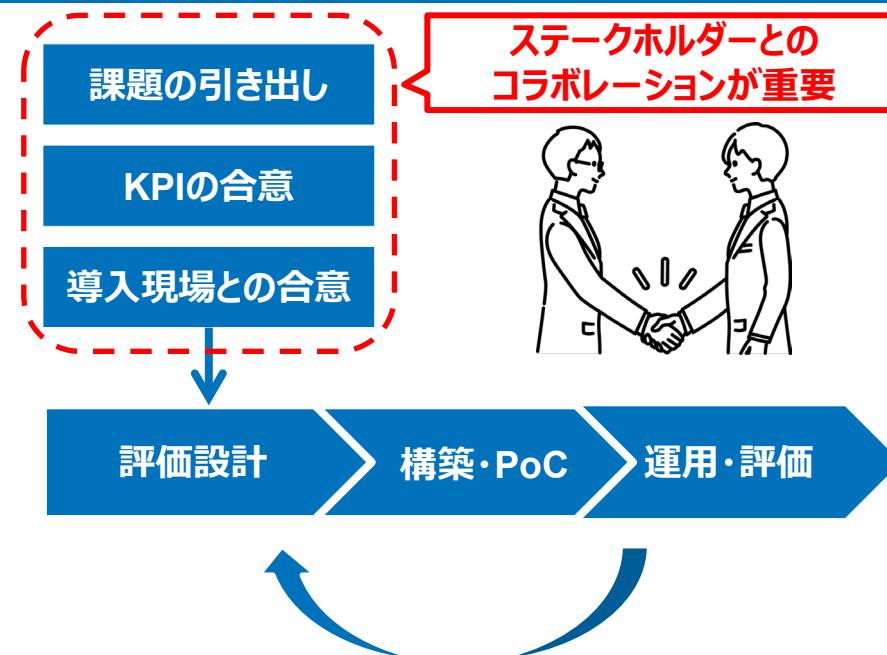 課題の引き出し
KPIの合意
導入現場との合意
ステークホルダーとの
コラボレーションが重要
評価設計
構築・PoC
運用・評価